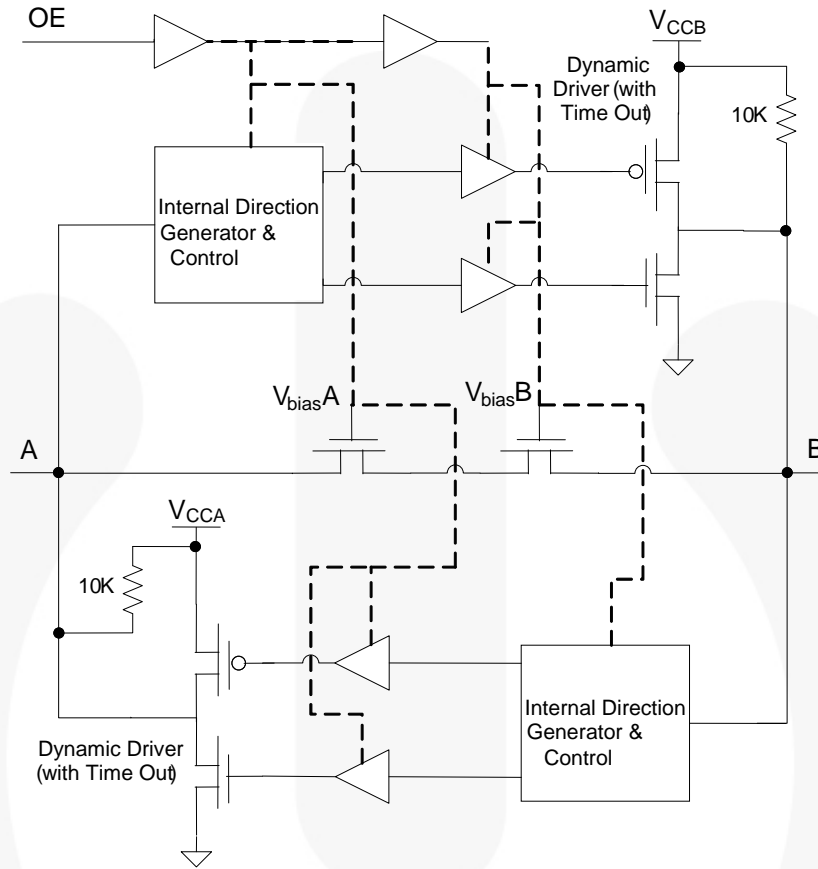 OE
VCCB
Dynamic
Driver (with
Time Out)
10K
Internal Direction
Generator &
Control
VbiasA
VbiasB
A
B
VCCA
10K
Internal Direction
Generator &
Control
Dynamic Driver
(with Time Out)